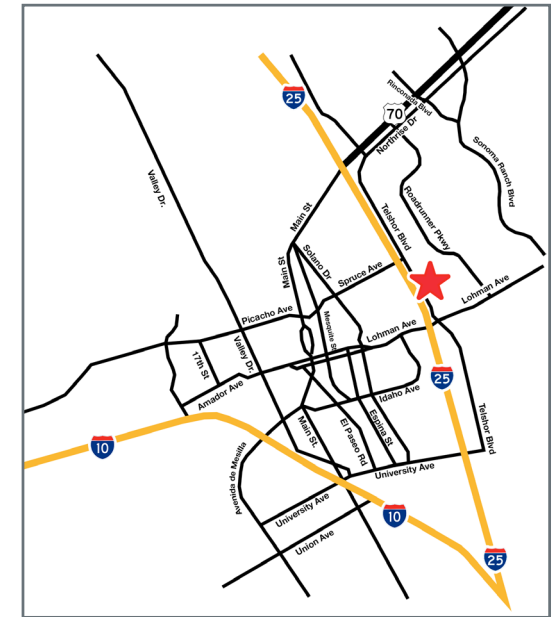 Rinconada Blvd
70
Northrise Dr
25
Sonoma Ranch Blvd
Valley Dr.
Roadrunner Pkwy
Telshor Blvd
Main St
Solano Dr
Main St
Spruce Ave
Lohman Ave
Picacho Ave
Mesquite St
Lohman Ave
Valley Dr.
17th St
25
Amador Ave
Idaho Ave
Telshor Blvd
Espina St
Main St.
El Paseo Rd
10
Avenida de Mesilla
University Ave
University Ave
10
Union Ave
25